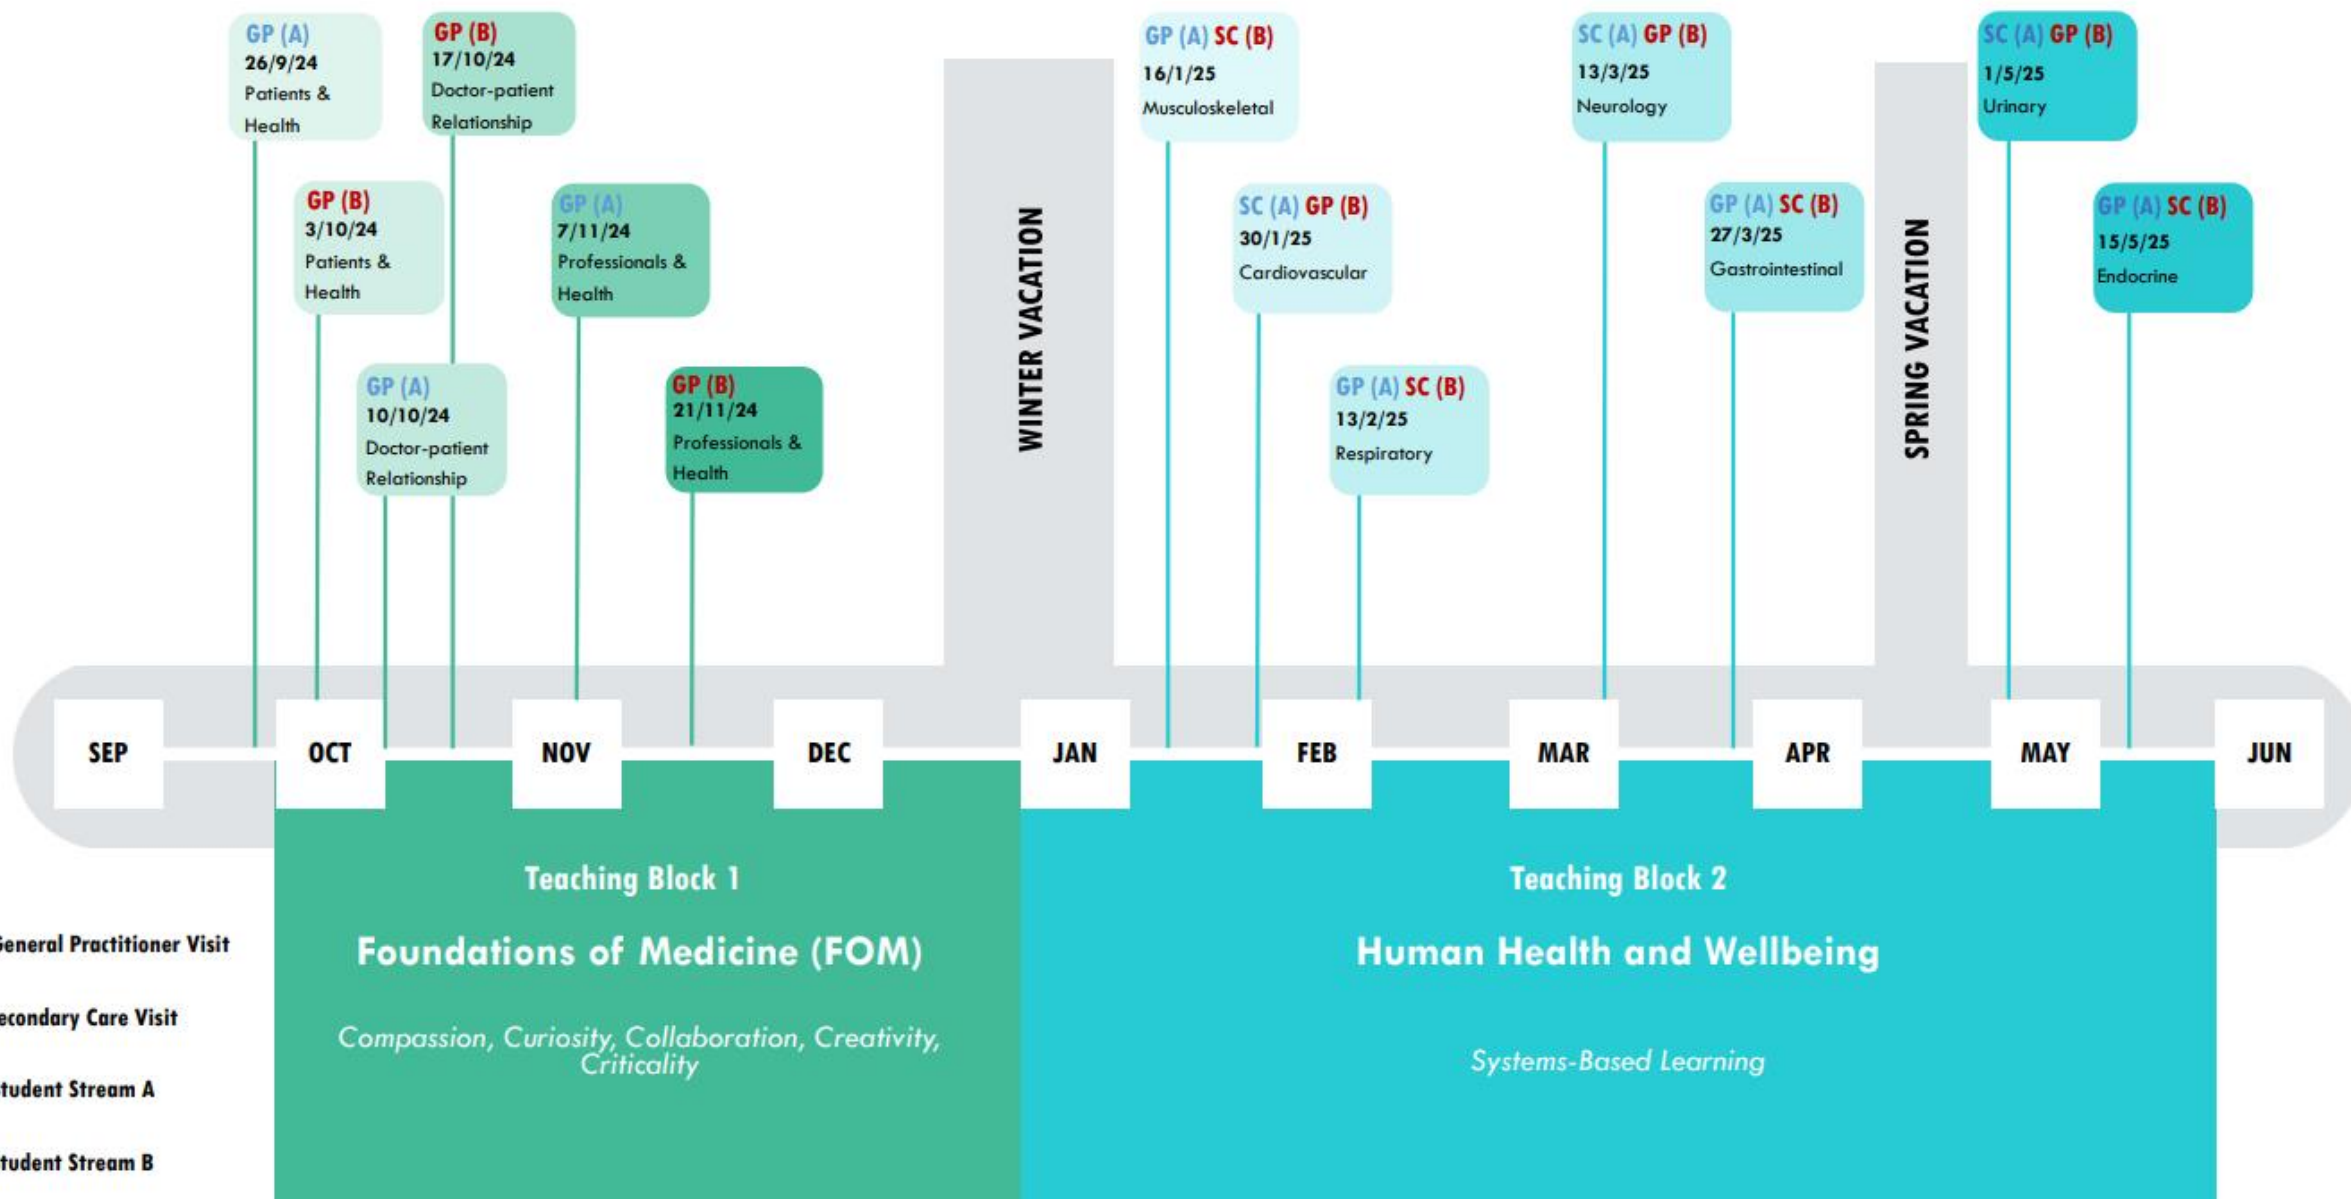 GP (A)
26/9/24
Patients &
Health
GP (B)
17/10/24
Doctor-patient
Relationship
GP (B)
3/10/24
Patients &
Health
GP (A)
7/11/24
Professionals &
Health
GP (A)
10/10/24
Doctor-patient
Relationship
GP (B)
21/11/24
Professionals &
Health
WINTER VACATION
GP (A) SC (B)
16/1/25
Musculoskeletal
SC (A) GP (B)
30/1/25
Cardiovascular
GP (A) SC (B)
13/2/25
Respiratory
SC (A) GP (B)
13/3/25
Neurology
GP (A) SC (B)
27/3/25
Gastrointestinal
SPRING VACATION
SC (A) GP (B)
1/5/25
Urinary
GP (A) SC (B)
15/5/25
Endocrine
SEP
OCT
NOV
DEC
JAN
FEB
MAR
APR
MAY
JUN
Teaching Block 1
Foundations of Medicine (FOM)
Compassion, Curiosity, Collaboration, Creativity,
Criticality
Teaching Block 2
Human Health and Wellbeing
Systems-Based Learning
General Practitioner Visit
econdary Care Visit
tudent Stream A
tudent Stream B